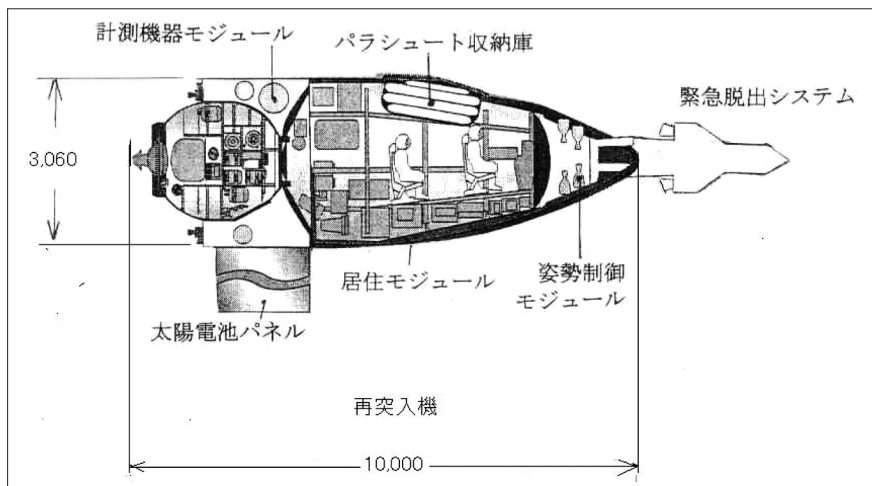 計測機器モジュール
パラシュート収納庫
緊急脱出システム
3,060
居住モジュール
姿勢制御
モジュール
太陽電池パネル
再突入機
10,000